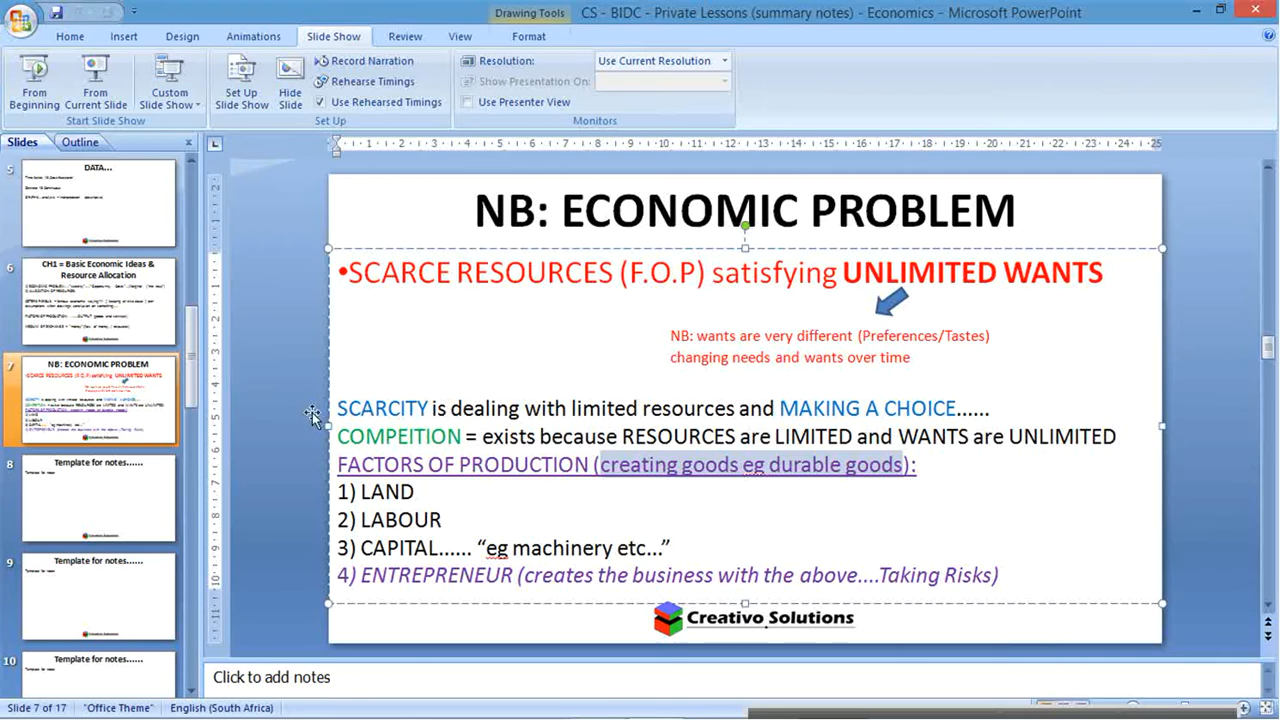 Drawing Tools
CS - BIDC - Private Lessons (summary notes) - Economics - Microsoft PowerPoint
Home Insert Design Animations Slide Show Review View Format
From Beginning
From Current Slide
Custom Slide Show
Start Slide Show
Set Up Slide Show
Hide Slide
Record Narration
Rehearse Timings
Use Rehearsed Timings
Set Up
Resolution: Use Current Resolution
Show Presentation On:
Use Presenter View
Monitors
Slides Outline
5
DATA...
6
CH1 = Basic Economic Ideas &
Resource Allocation
7
NB: ECONOMIC PROBLEM
8
Template for notes......
9
Template for notes......
10
Template for notes......
NB: ECONOMIC PROBLEM
•SCARCE RESOURCES (F.O.P) satisfying UNLIMITED WANTS
NB: wants are very different (Preferences/Tastes)
changing needs and wants over time
SCARCITY is dealing with limited resources and MAKING A CHOICE......
COMPEITION = exists because RESOURCES are LIMITED and WANTS are UNLIMITED
FACTORS OF PRODUCTION (creating goods eg durable goods):
1) LAND
2) LABOUR
3) CAPITAL...... “eg machinery etc...”
4) ENTREPRENEUR (creates the business with the above....Taking Risks)
Creativo Solutions
Click to add notes
Slide 7 of 17 "Office Theme" English (South Africa)